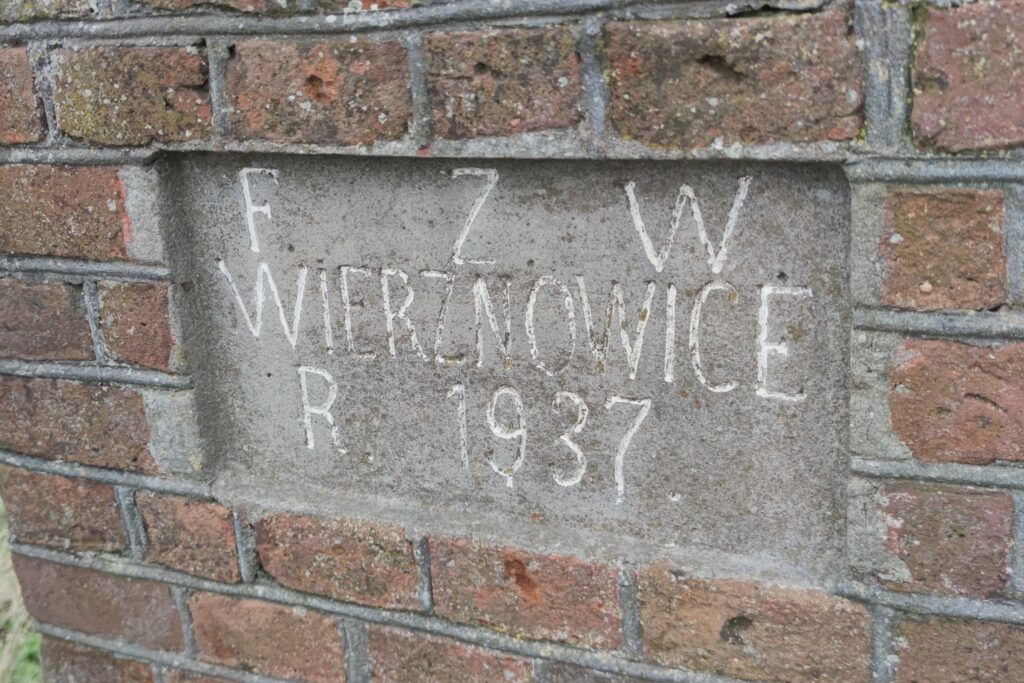 F Z W
WIERZNOWICE
R. 1937.